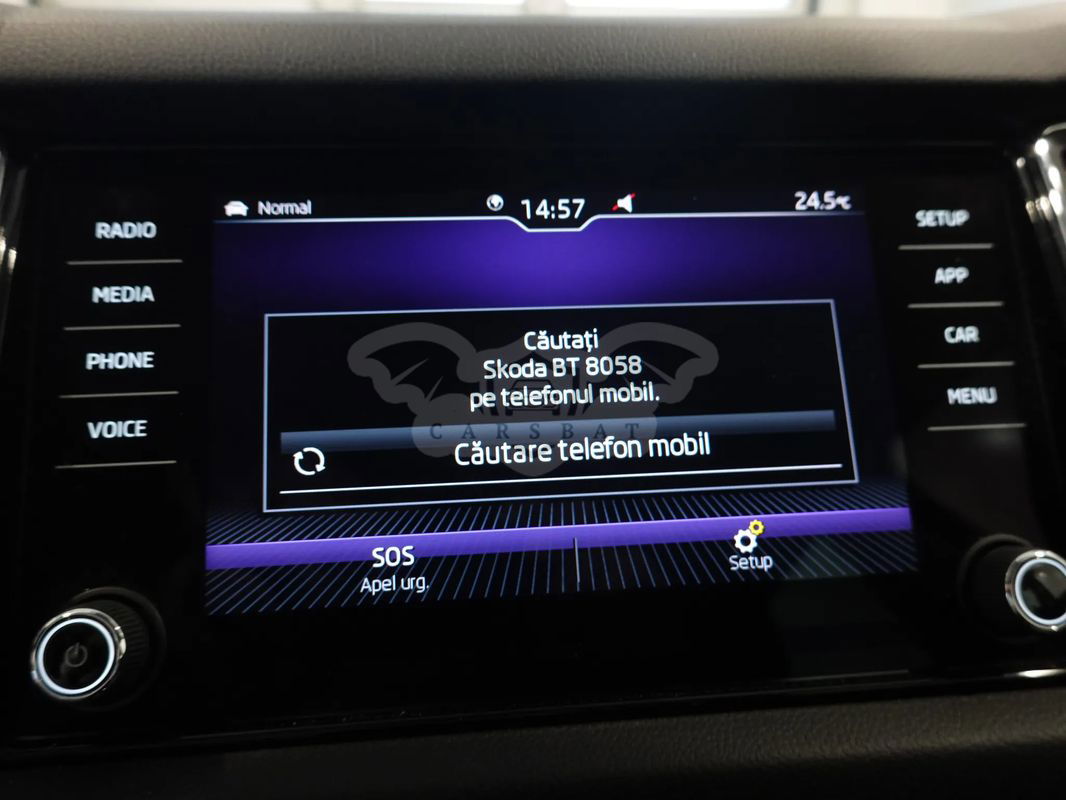 RADIO
MEDIA
PHONE
VOICE
Normal
14:57
24.5°C
Căutați
Skoda BT 8058
pe telefonul mobil.
CARSBAT
Căutare telefon mobil
SOS
Apel urg.
Setup
SETUP
APP
CAR
MENU